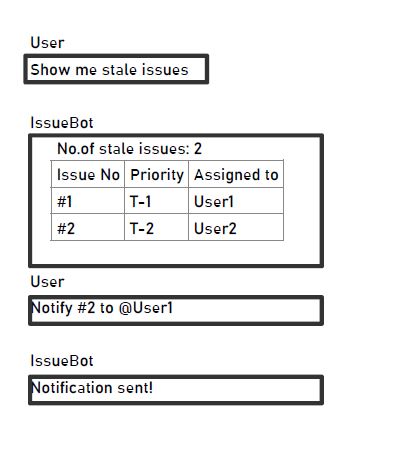 User
Show me stale issues
IssueBot
No.of stale issues: 2
Issue No Priority Assigned to
#1 T-1 User1
#2 T-2 User2
User
Notify #2 to @User1
IssueBot
Notification sent!